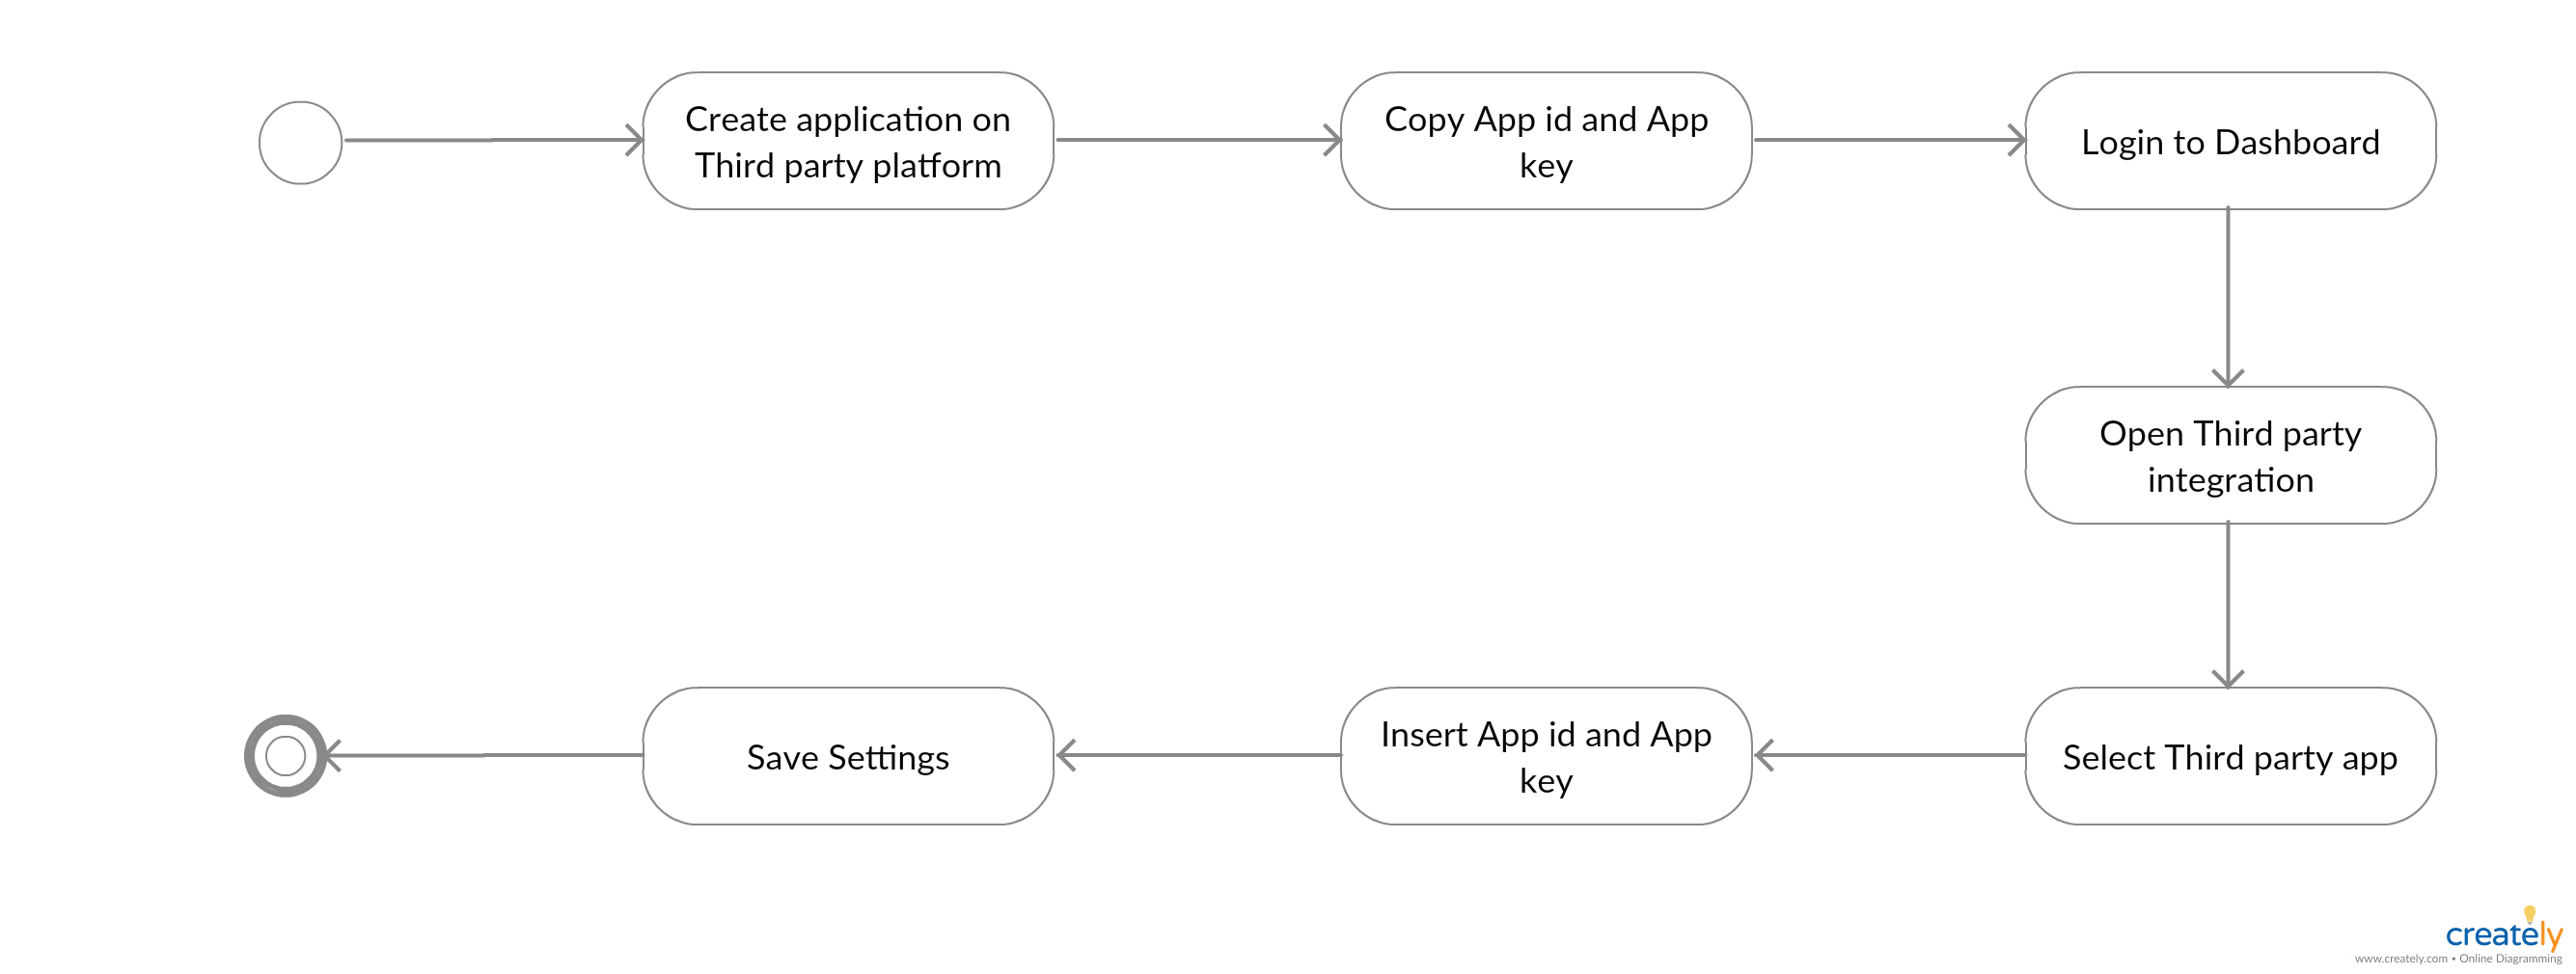 Create application on
Third party platform
Copy App id and App
key
Login to Dashboard
Open Third party
integration
Select Third party app
Insert App id and App
key
Save Settings
creately
www.creately.com • Online Diagramming